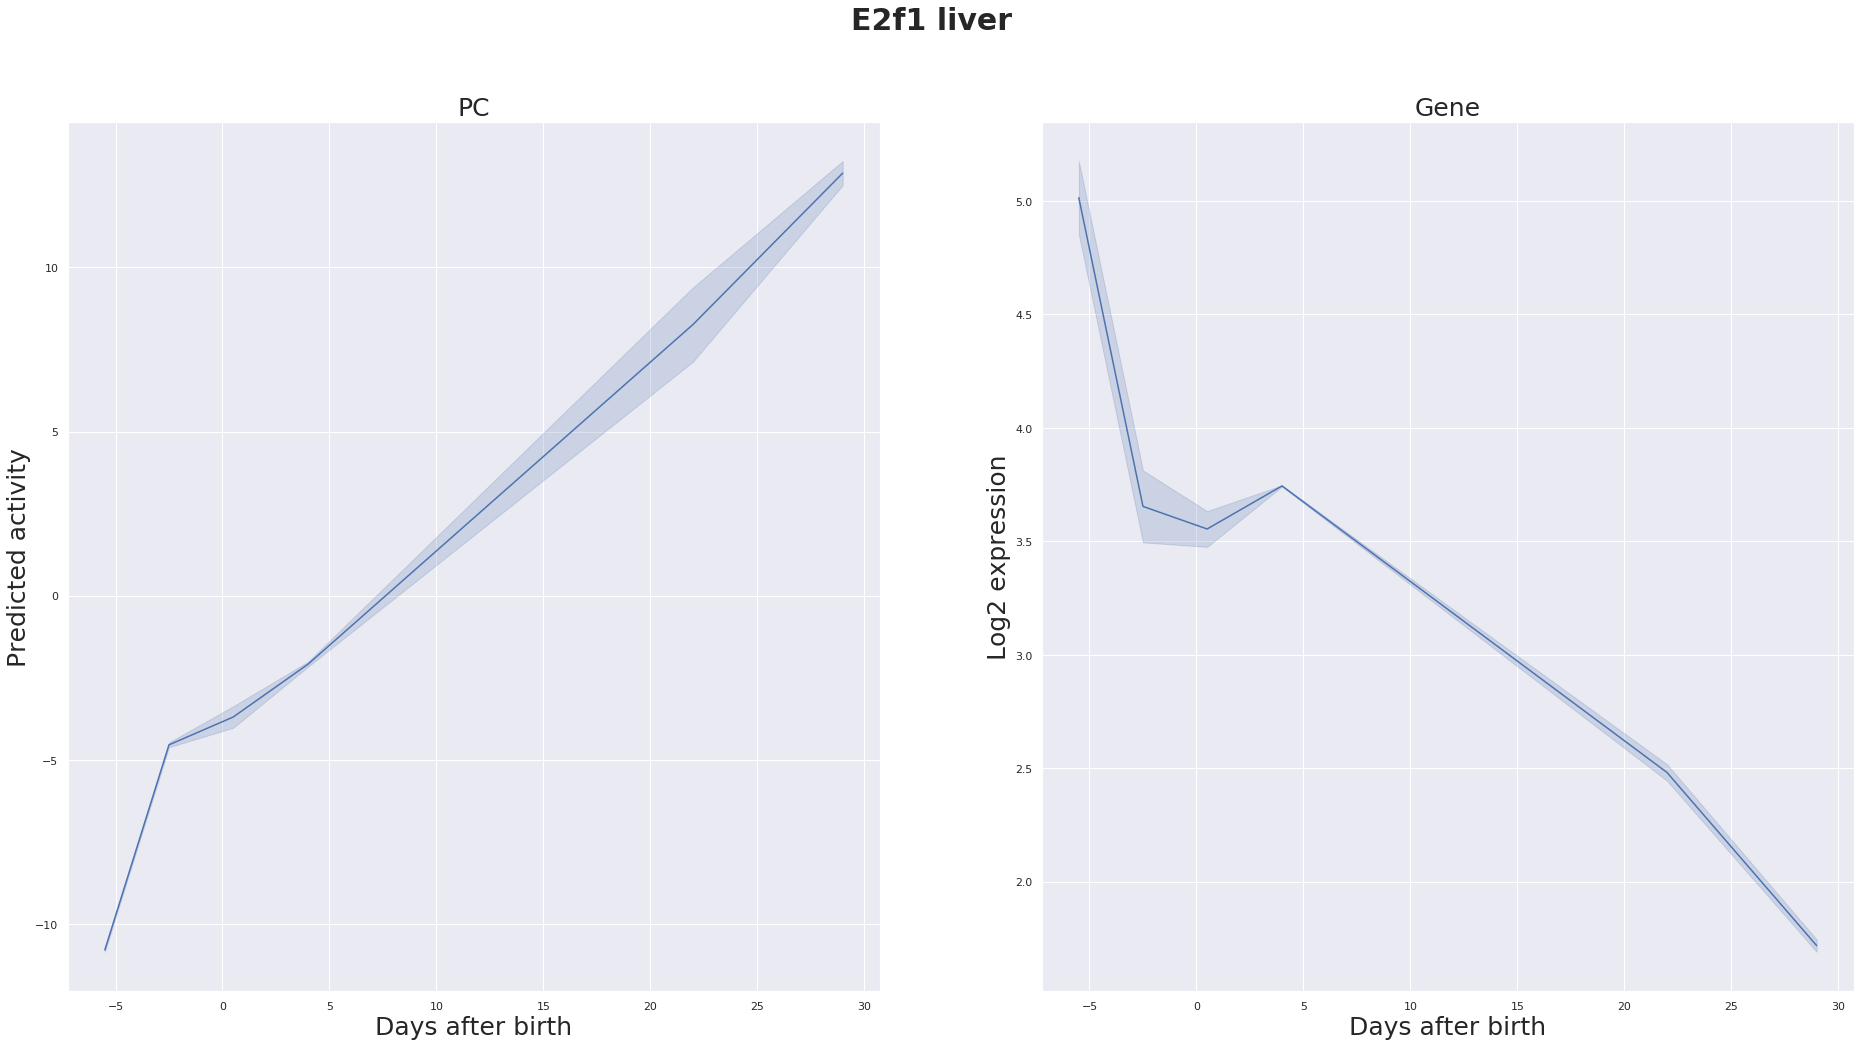 E2f1 liver
PC
Predicted activity
10
5
0
−5
−10
−5 0 5 10 15 20 25 30
Days after birth
Gene
Log2 expression
5.0
4.5
4.0
3.5
3.0
2.5
2.0
−5 0 5 10 15 20 25 30
Days after birth